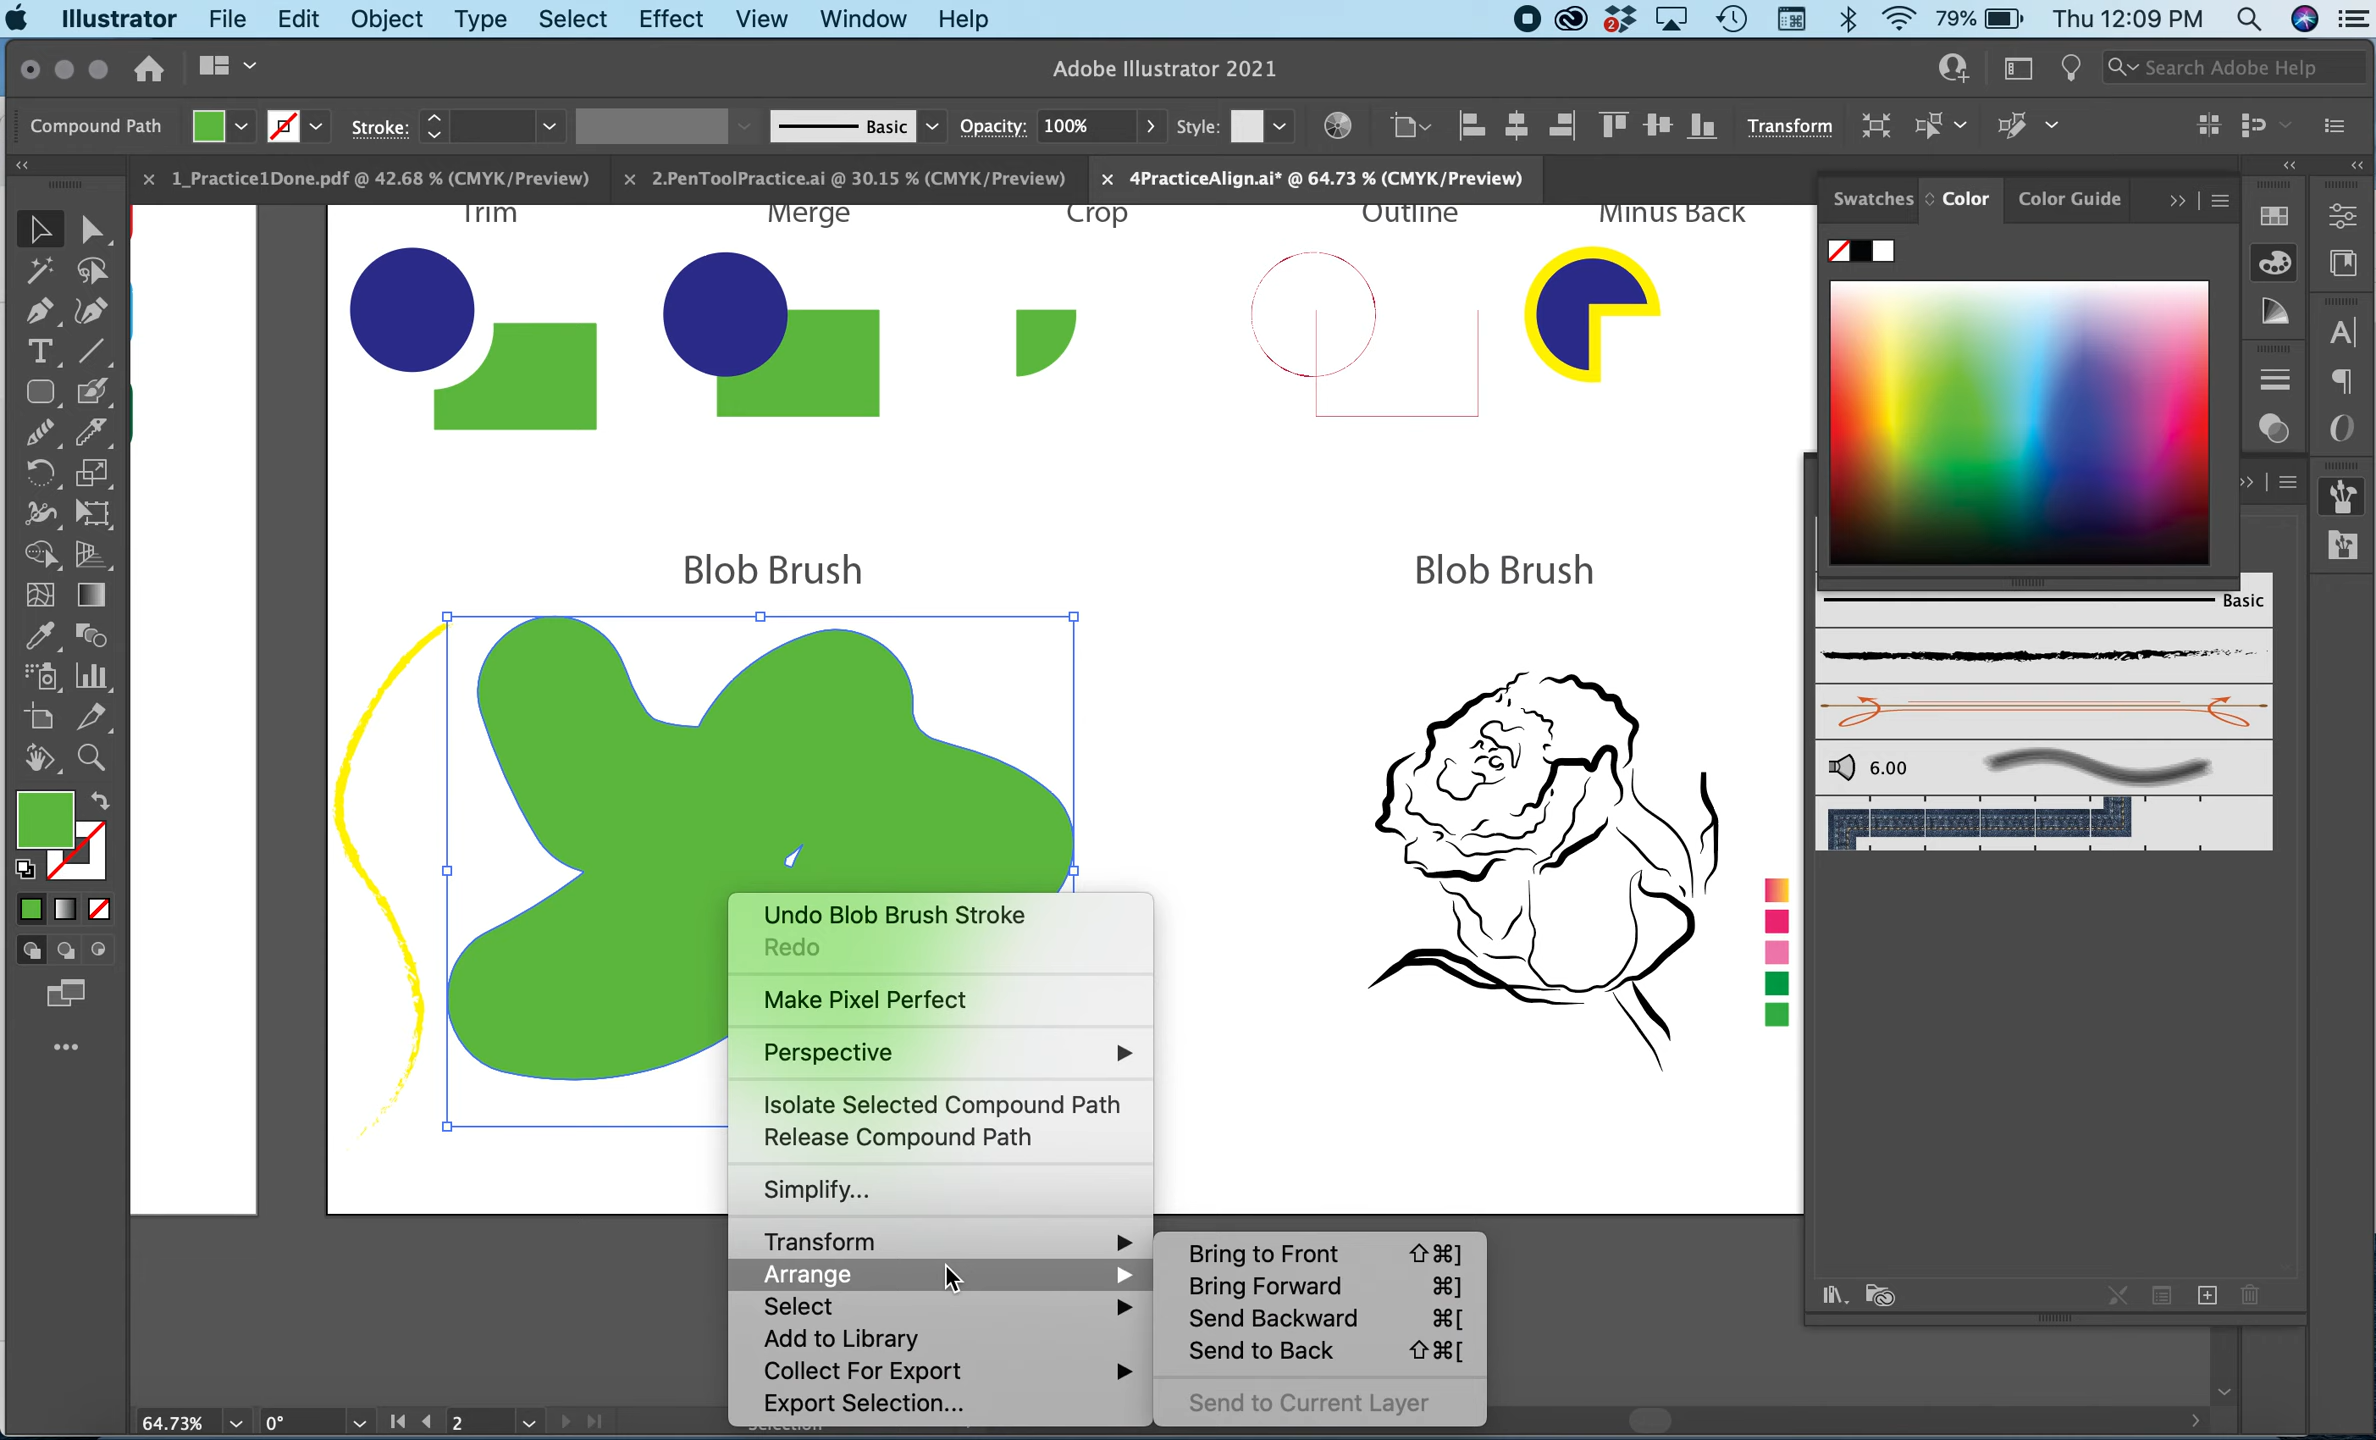 Illustrator File Edit Object Type Select Effect View Window Help
2
79% Thu 12:09 PM
Adobe Illustrator 2021
Search Adobe Help
Compound Path
Stroke:
Basic
Opacity: 100%
Style:
Transform
1_Practice1Done.pdf @ 42.68 % (CMYK/Preview)
2.PenToolPractice.ai @ 30.15 % (CMYK/Preview)
4PracticeAlign.ai* @ 64.73 % (CMYK/Preview)
Swatches Color Color Guide
Trim
Merge
Crop
Outline
Minus Back
Blob Brush
Blob Brush
Basic
6.00
Undo Blob Brush Stroke
Redo
Make Pixel Perfect
Perspective
Isolate Selected Compound Path
Release Compound Path
Simplify...
Transform
Arrange
Select
Add to Library
Collect For Export
Export Selection...
Bring to Front ⇧⌘]
Bring Forward ⌘]
Send Backward ⌘[
Send to Back ⇧⌘[
Send to Current Layer
64.73% 0° 2
Selection